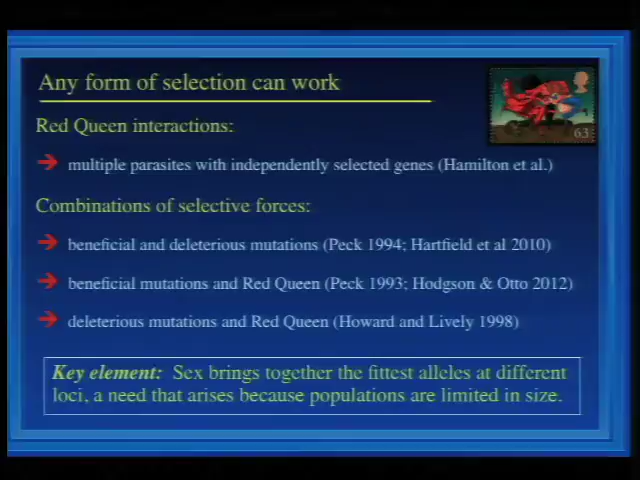 Any form of selection can work
63
Red Queen interactions:
multiple parasites with independently selected genes (Hamilton et al.)
Combinations of selective forces:
beneficial and deleterious mutations (Peck 1994; Hartfield et al 2010)
beneficial mutations and Red Queen (Peck 1993; Hodgson & Otto 2012)
deleterious mutations and Red Queen (Howard and Lively 1998)
Key element: Sex brings together the fittest alleles at different
loci, a need that arises because populations are limited in size.